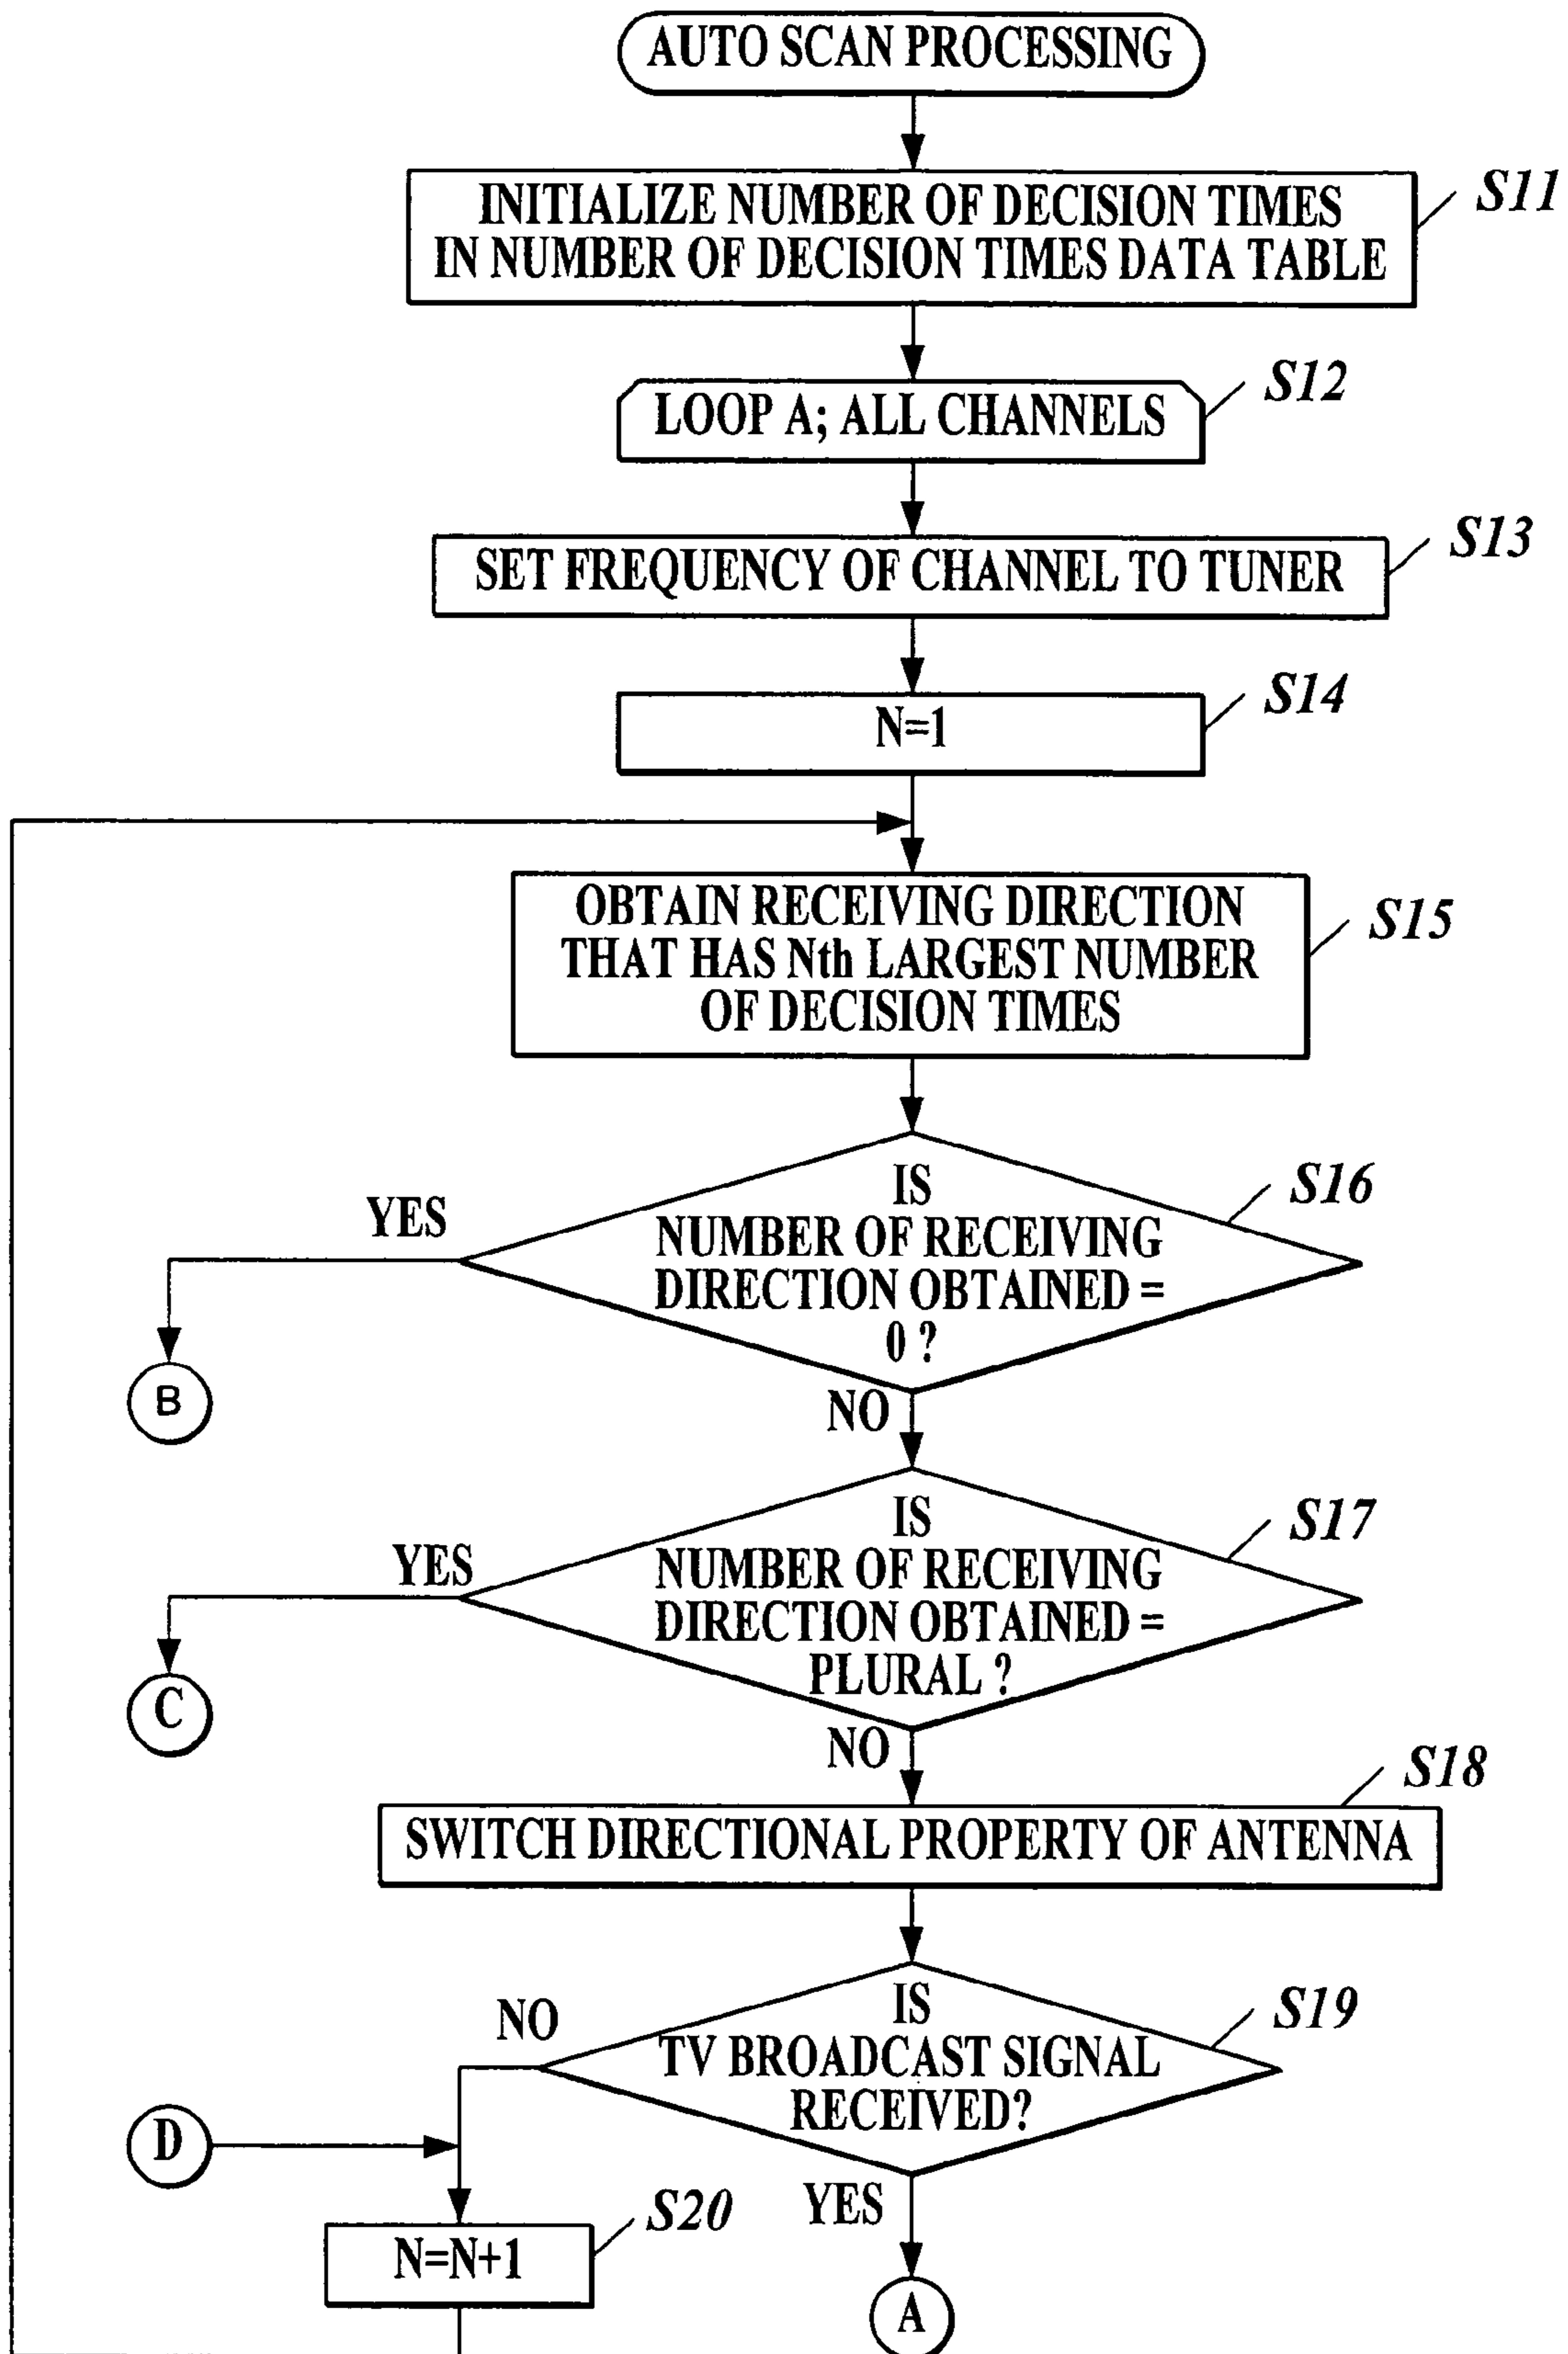 AUTO SCAN PROCESSING
INITIALIZE NUMBER OF DECISION TIMES
IN NUMBER OF DECISION TIMES DATA TABLE
S11
LOOP A; ALL CHANNELS
S12
SET FREQUENCY OF CHANNEL TO TUNER
S13
N=1
S14
OBTAIN RECEIVING DIRECTION
THAT HAS Nth LARGEST NUMBER
OF DECISION TIMES
S15
IS
NUMBER OF RECEIVING
DIRECTION OBTAINED =
0 ?
S16
YES
B
NO
IS
NUMBER OF RECEIVING
DIRECTION OBTAINED =
PLURAL ?
S17
YES
C
NO
SWITCH DIRECTIONAL PROPERTY OF ANTENNA
S18
IS
TV BROADCAST SIGNAL
RECEIVED?
S19
NO
D
YES
N=N+1
S20
A